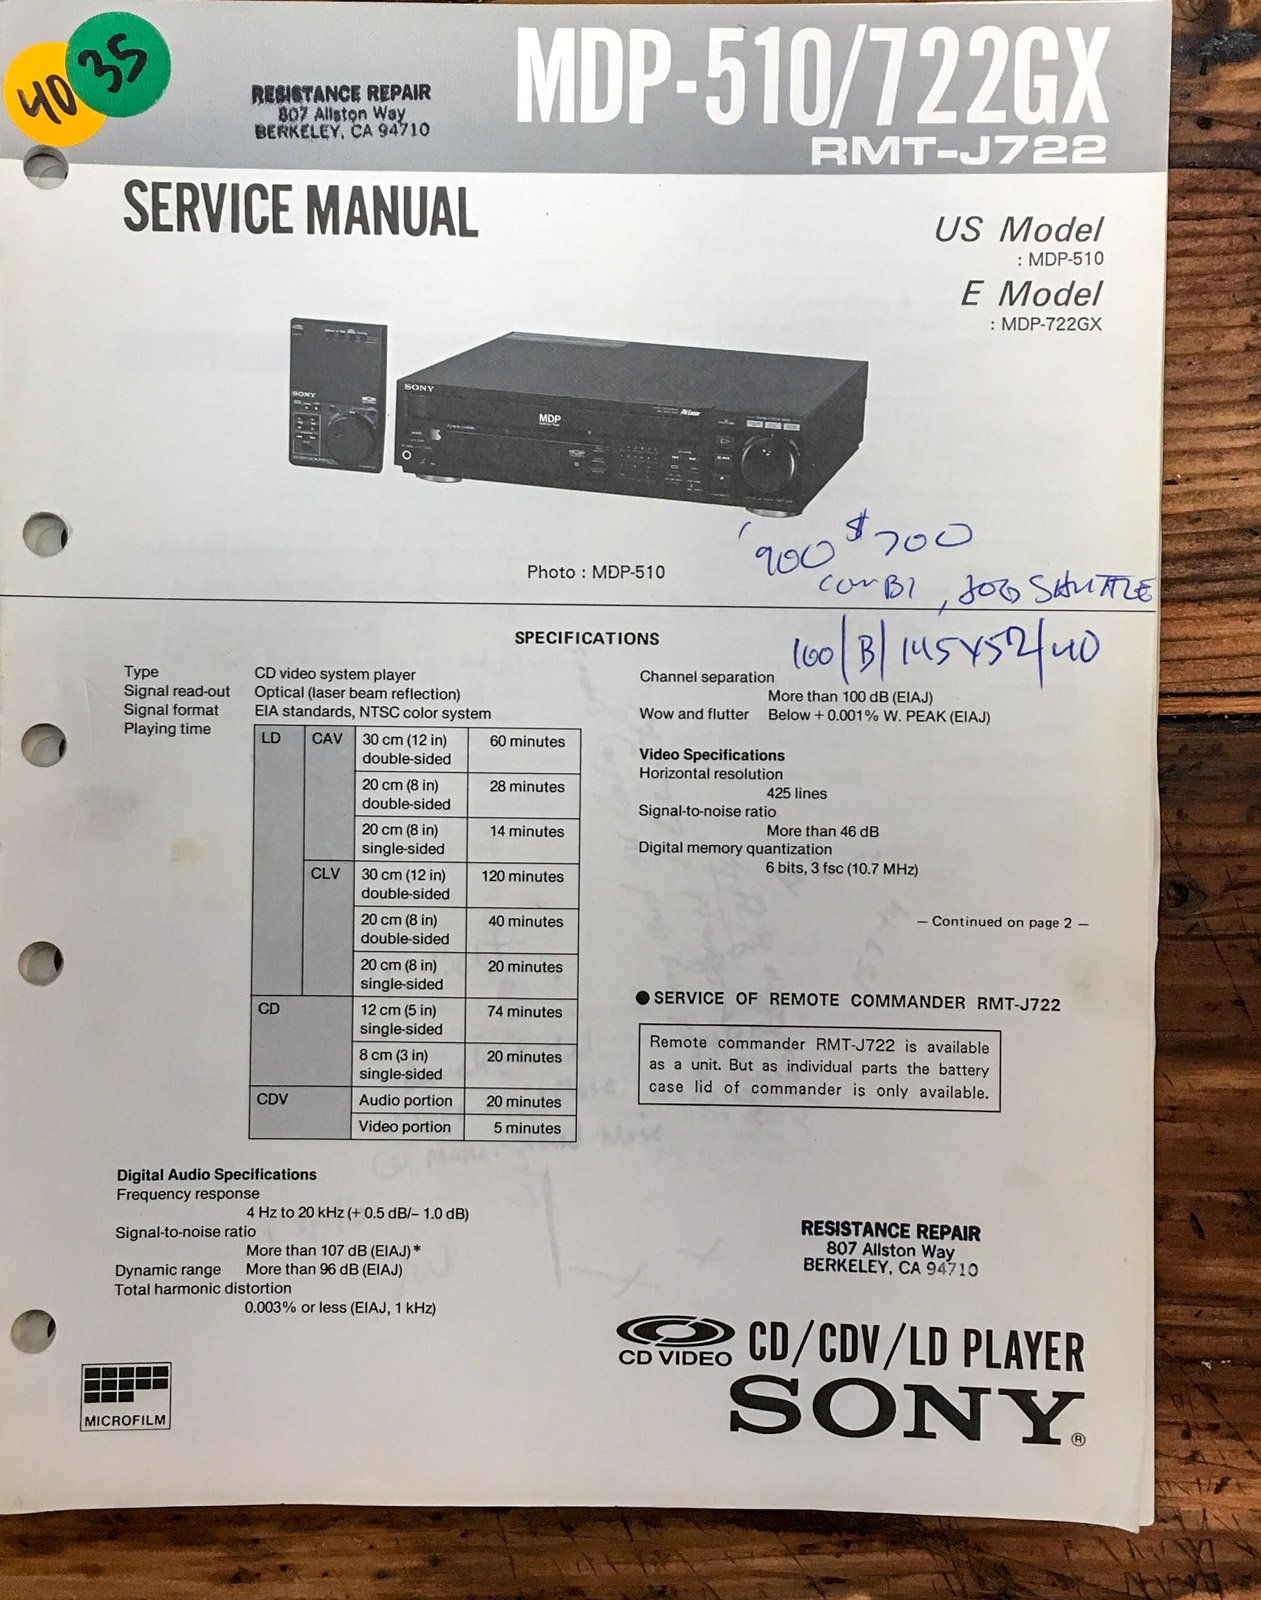 40
35
RESISTANCE REPAIR
807 Allston Way
BERKELEY, CA 94710
MDP-510/722GX
RMT-J722
SERVICE MANUAL
US Model
: MDP-510
E Model
: MDP-722GX
SONY
SONY
MDP
Photo : MDP-510
'900 $700
COMBI, JOG SHUTTLE
100/B/145x52/40
SPECIFICATIONS
Type CD video system player
Signal read-out Optical (laser beam reflection)
Signal format EIA standards, NTSC color system
Playing time
LD CAV 30 cm (12 in) 60 minutes
double-sided
20 cm (8 in) 28 minutes
double-sided
20 cm (8 in) 14 minutes
single-sided
CLV 30 cm (12 in) 120 minutes
double-sided
20 cm (8 in) 40 minutes
double-sided
20 cm (8 in) 20 minutes
single-sided
CD 12 cm (5 in) 74 minutes
single-sided
8 cm (3 in) 20 minutes
single-sided
CDV Audio portion 20 minutes
Video portion 5 minutes
Digital Audio Specifications
Frequency response
4 Hz to 20 kHz (+ 0.5 dB/– 1.0 dB)
Signal-to-noise ratio
More than 107 dB (EIAJ)*
Dynamic range More than 96 dB (EIAJ)
Total harmonic distortion
0.003% or less (EIAJ, 1 kHz)
Channel separation
More than 100 dB (EIAJ)
Wow and flutter Below + 0.001% W. PEAK (EIAJ)
Video Specifications
Horizontal resolution
425 lines
Signal-to-noise ratio
More than 46 dB
Digital memory quantization
6 bits, 3 fsc (10.7 MHz)
— Continued on page 2 —
● SERVICE OF REMOTE COMMANDER RMT-J722
Remote commander RMT-J722 is available
as a unit. But as individual parts the battery
case lid of commander is only available.
RESISTANCE REPAIR
807 Allston Way
BERKELEY, CA 94710
CD VIDEO
CD/CDV/LD PLAYER
SONY®
MICROFILM